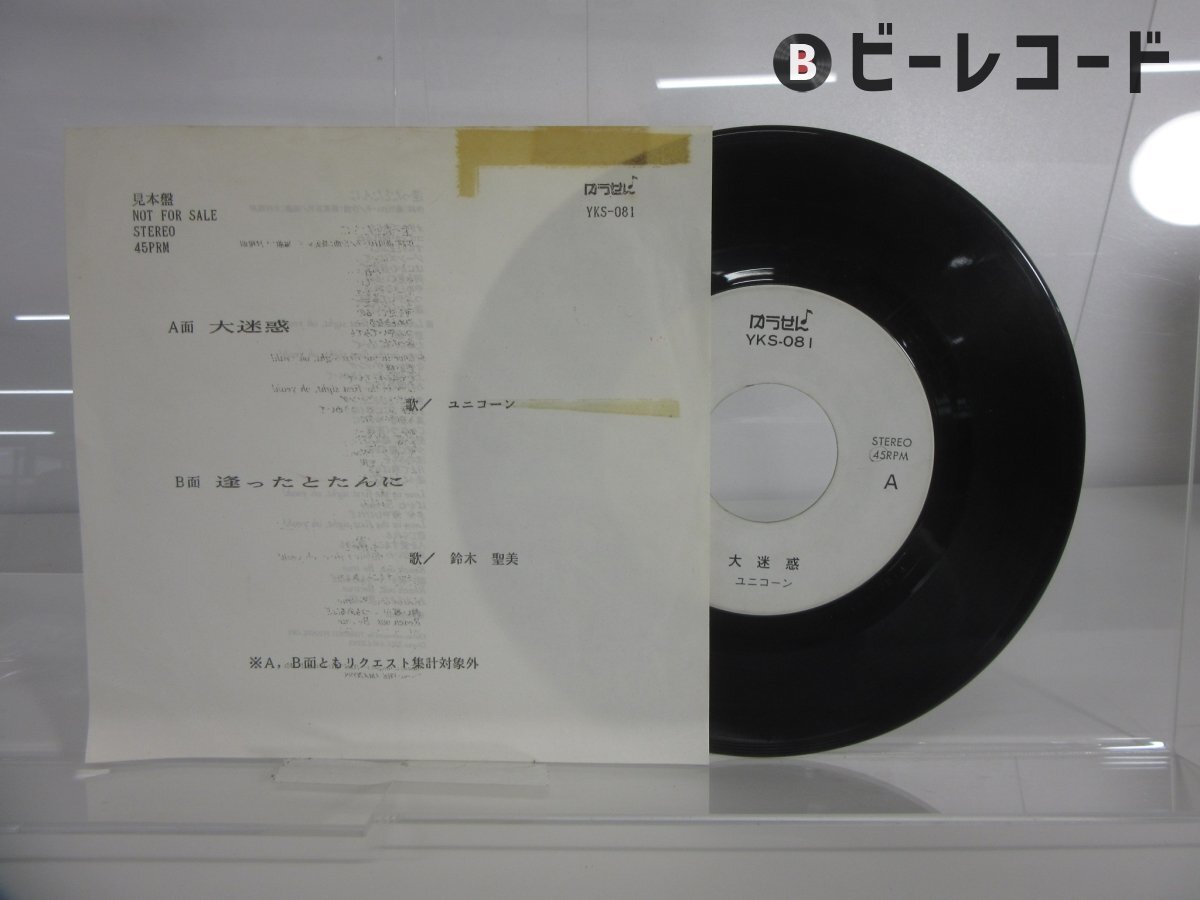 B ビーレコード
見本盤
NOT FOR SALE
STEREO
45PRM
ゆうせん
YKS-081
A面 大迷惑
歌／ ユニコーン
B面 逢ったとたんに
歌／ 鈴木 聖美
※A，B面ともリクエスト集計対象外
ゆうせん
YKS-081
STEREO
45RPM
A
大迷惑
ユニコーン